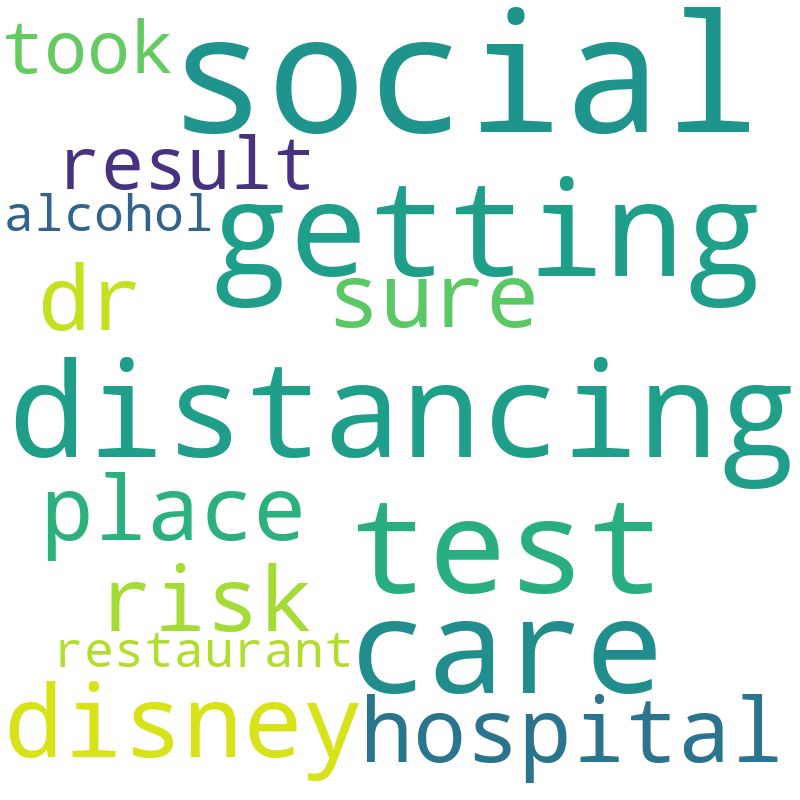 took social
result
alcohol getting
dr sure
distancing
place test
risk
restaurant care
disney hospital